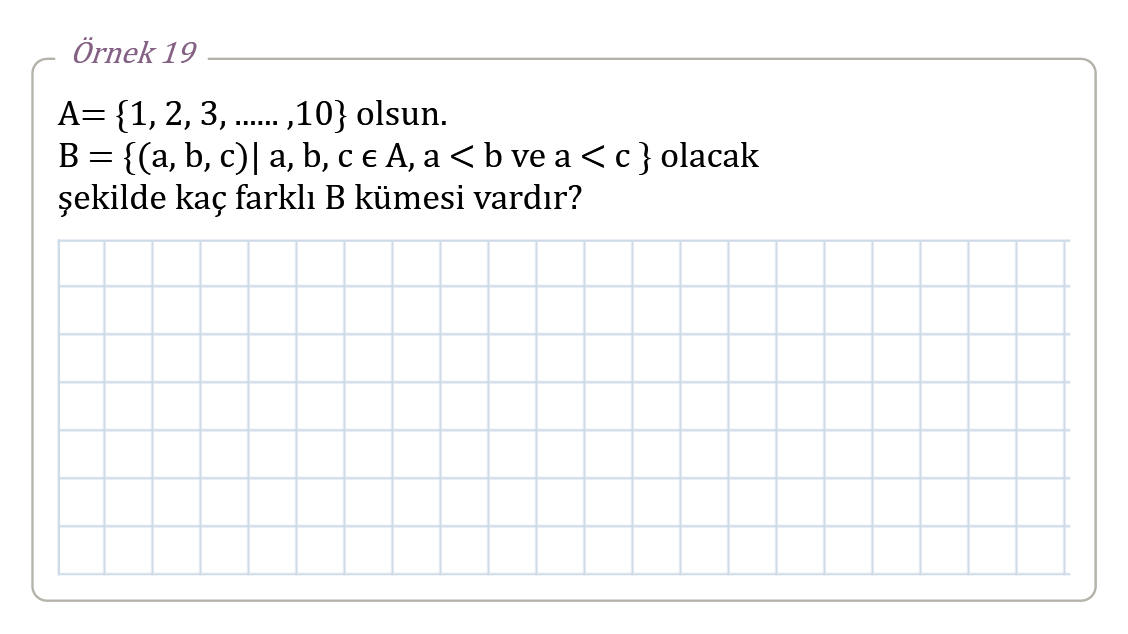 Örnek 19
A= {1, 2, 3, ...... ,10} olsun.
B = {(a, b, c)| a, b, c ϵ A, a < b ve a < c } olacak
şekilde kaç farklı B kümesi vardır?